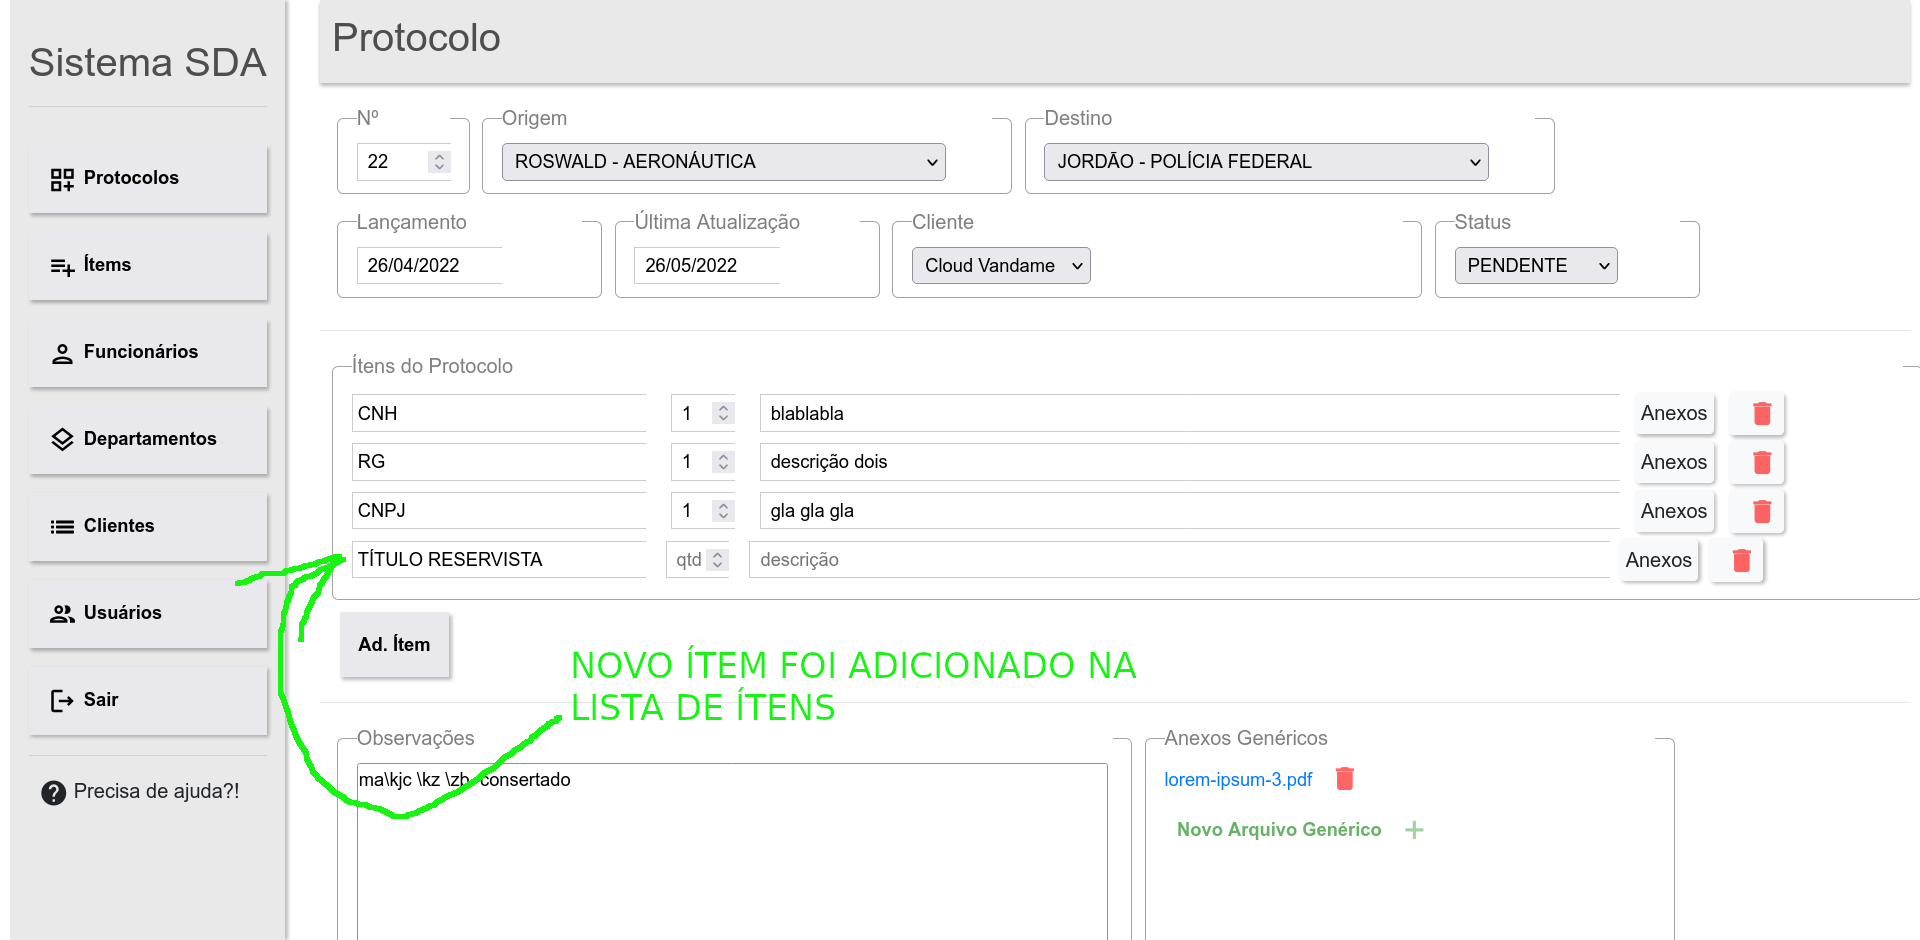 Sistema SDA
Protocolos
Ítems
Funcionários
Departamentos
Clientes
Usuários
Sair
Precisa de ajuda?!
Protocolo
Nº
22
Origem
ROSWALD - AERONÁUTICA
Destino
JORDÃO - POLÍCIA FEDERAL
Lançamento
26/04/2022
Última Atualização
26/05/2022
Cliente
Cloud Vandame
Status
PENDENTE
Ítens do Protocolo
CNH 1 blablabla Anexos
RG 1 descrição dois Anexos
CNPJ 1 gla gla gla Anexos
TÍTULO RESERVISTA qtd descrição Anexos
Ad. Ítem
NOVO ÍTEM FOI ADICIONADO NA
LISTA DE ÍTENS
Observações
ma\kjc \kz \zb consertado
Anexos Genéricos
lorem-ipsum-3.pdf
Novo Arquivo Genérico